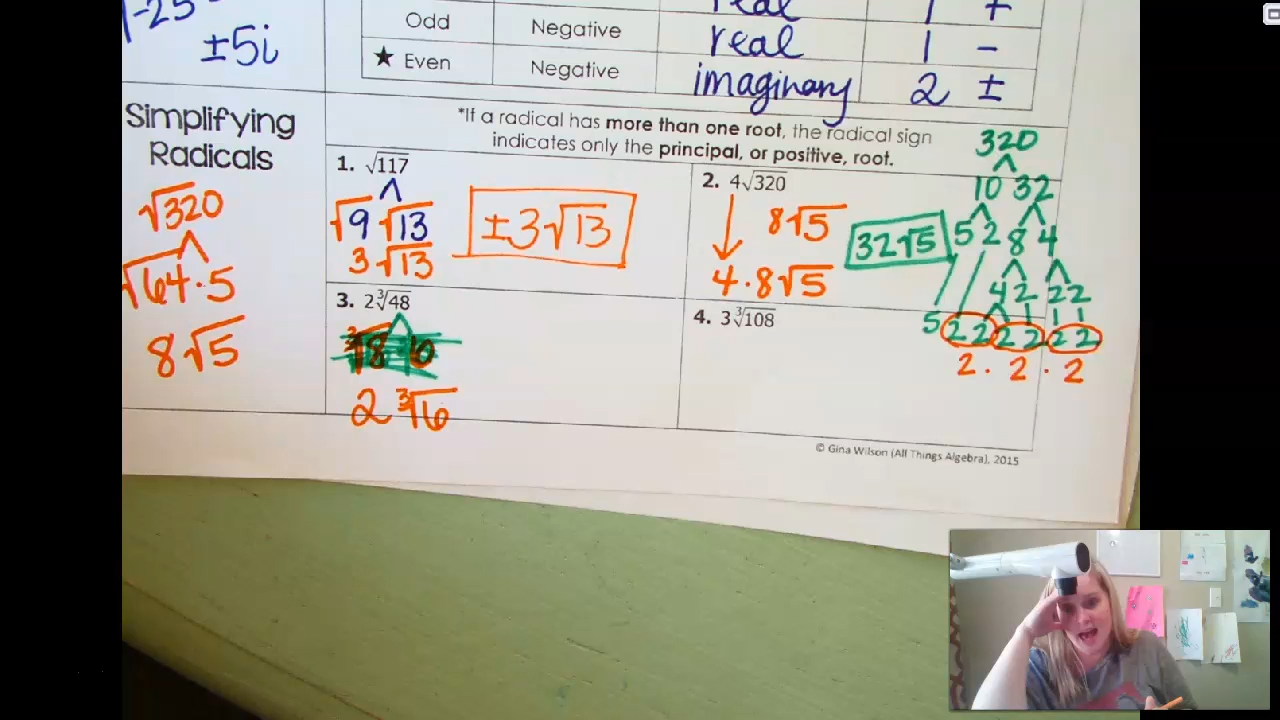 -25
±5i
real 1 +
Odd Negative real 1 -
★ Even Negative imaginary 2 ±
Simplifying
Radicals
√320
√64·5
8√5
*If a radical has more than one root, the radical sign
indicates only the principal, or positive, root.
1. √117
√9 √13
3√13
±3√13
2. 4√320
8√5
4·8√5
32√5
320
10 32
5 2 8 4
4 2 2 2
5 2 2 2 2 2 2
2 · 2 · 2
3. 2∛48
∛8 6
2∛6
4. 3∛108
© Gina Wilson (All Things Algebra), 2015